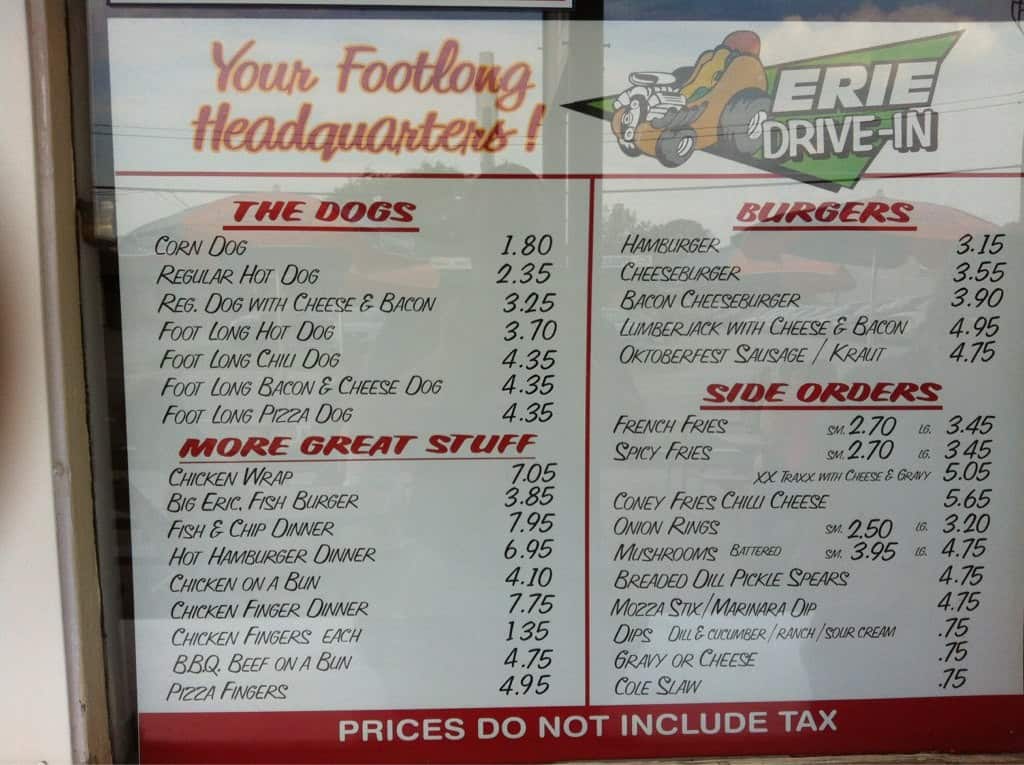 Your Footlong
Headquarters!
ERIE
DRIVE-IN
THE DOGS
CORN DOG 1.80
REGULAR HOT DOG 2.35
REG. DOG WITH CHEESE & BACON 3.25
FOOT LONG HOT DOG 3.70
FOOT LONG CHILI DOG 4.35
FOOT LONG BACON & CHEESE DOG 4.35
FOOT LONG PIZZA DOG 4.35
MORE GREAT STUFF
CHICKEN WRAP 7.05
BIG ERIC, FISH BURGER 3.85
FISH & CHIP DINNER 7.95
HOT HAMBURGER DINNER 6.95
CHICKEN ON A BUN 4.10
CHICKEN FINGER DINNER 7.75
CHICKEN FINGERS EACH 135
B.B.Q. BEEF ON A BUN 4.75
PIZZA FINGERS 4.95
BURGERS
HAMBURGER 3.15
CHEESEBURGER 3.55
BACON CHEESEBURGER 3.90
LUMBERJACK WITH CHEESE & BACON 4.95
OKTOBERFEST SAUSAGE / KRAUT 4.75
SIDE ORDERS
FRENCH FRIES SM. 2.70 LG. 3.45
SPICY FRIES SM. 2.70 LG. 3 45
XX TRAXX WITH CHEESE & GRAVY 5.05
CONEY FRIES CHILLI CHEESE 5.65
ONION RINGS SM. 2.50 LG. 3.20
MUSHROOMS BATTERED SM. 3.95 LG. 4.75
BREADED DILL PICKLE SPEARS 4.75
MOZZA STIX/MARINARA DIP 4.75
DIPS DILL & CUCUMBER/RANCH/SOUR CREAM .75
GRAVY OR CHEESE .75
COLE SLAW .75
PRICES DO NOT INCLUDE TAX